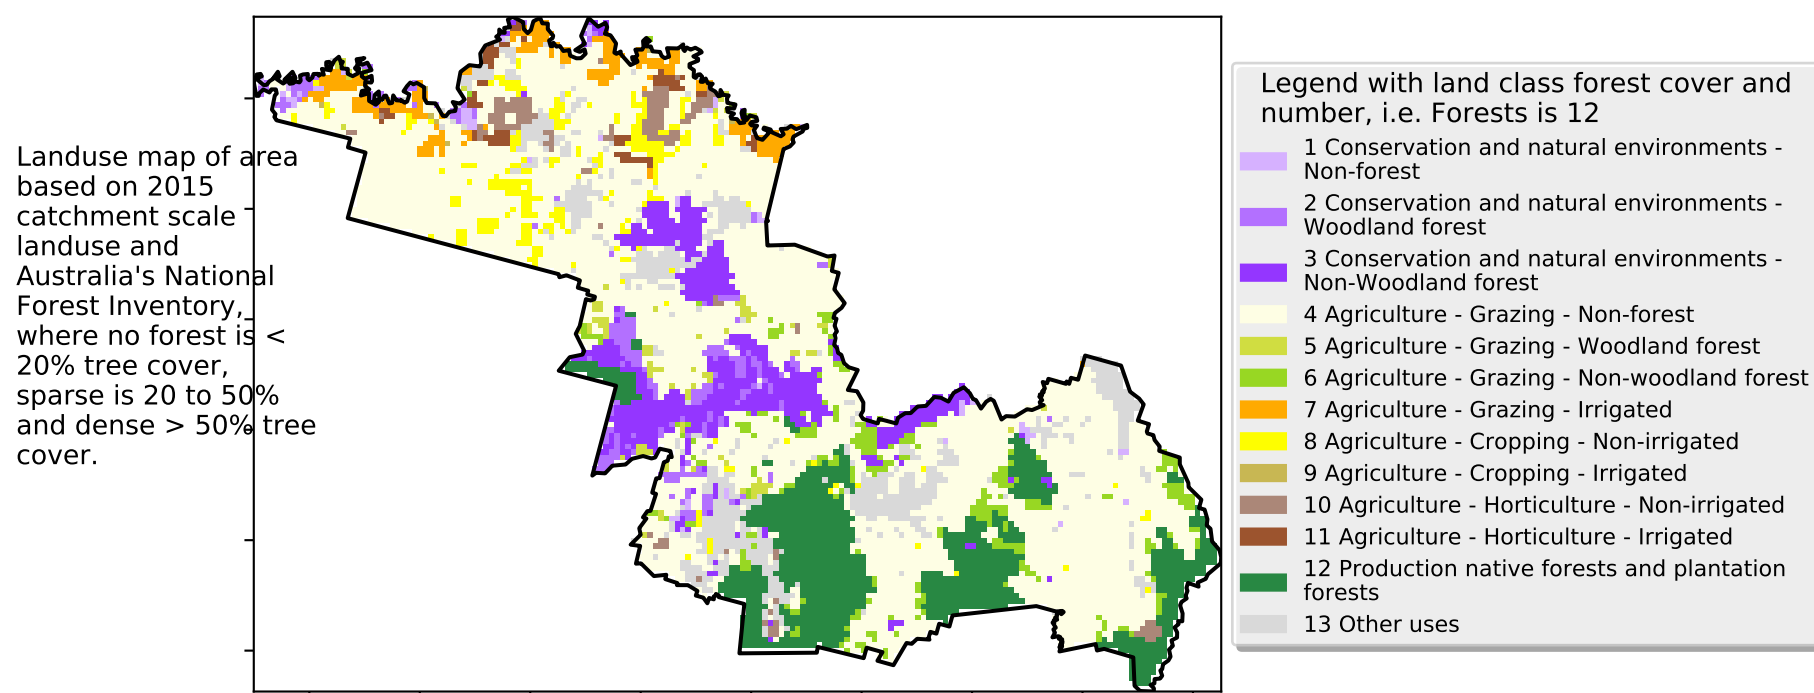 Landuse map of area
based on 2015
catchment scale
landuse and
Australia's National
Forest Inventory,
where no forest is <
20% tree cover,
sparse is 20 to 50%
and dense > 50% tree
cover.
Legend with land class forest cover and
number, i.e. Forests is 12
1 Conservation and natural environments -
Non-forest
2 Conservation and natural environments -
Woodland forest
3 Conservation and natural environments -
Non-Woodland forest
4 Agriculture - Grazing - Non-forest
5 Agriculture - Grazing - Woodland forest
6 Agriculture - Grazing - Non-woodland forest
7 Agriculture - Grazing - Irrigated
8 Agriculture - Cropping - Non-irrigated
9 Agriculture - Cropping - Irrigated
10 Agriculture - Horticulture - Non-irrigated
11 Agriculture - Horticulture - Irrigated
12 Production native forests and plantation
forests
13 Other uses